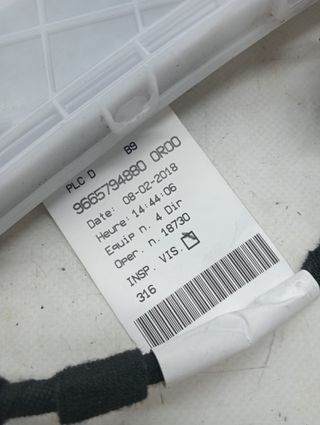 PLC D B9
9665794880 0R00
Date: 08-02-2018
Heure: 14:44:06
Equip n. 4 Dir
Oper. n. 18730
INSP. VIS.
316